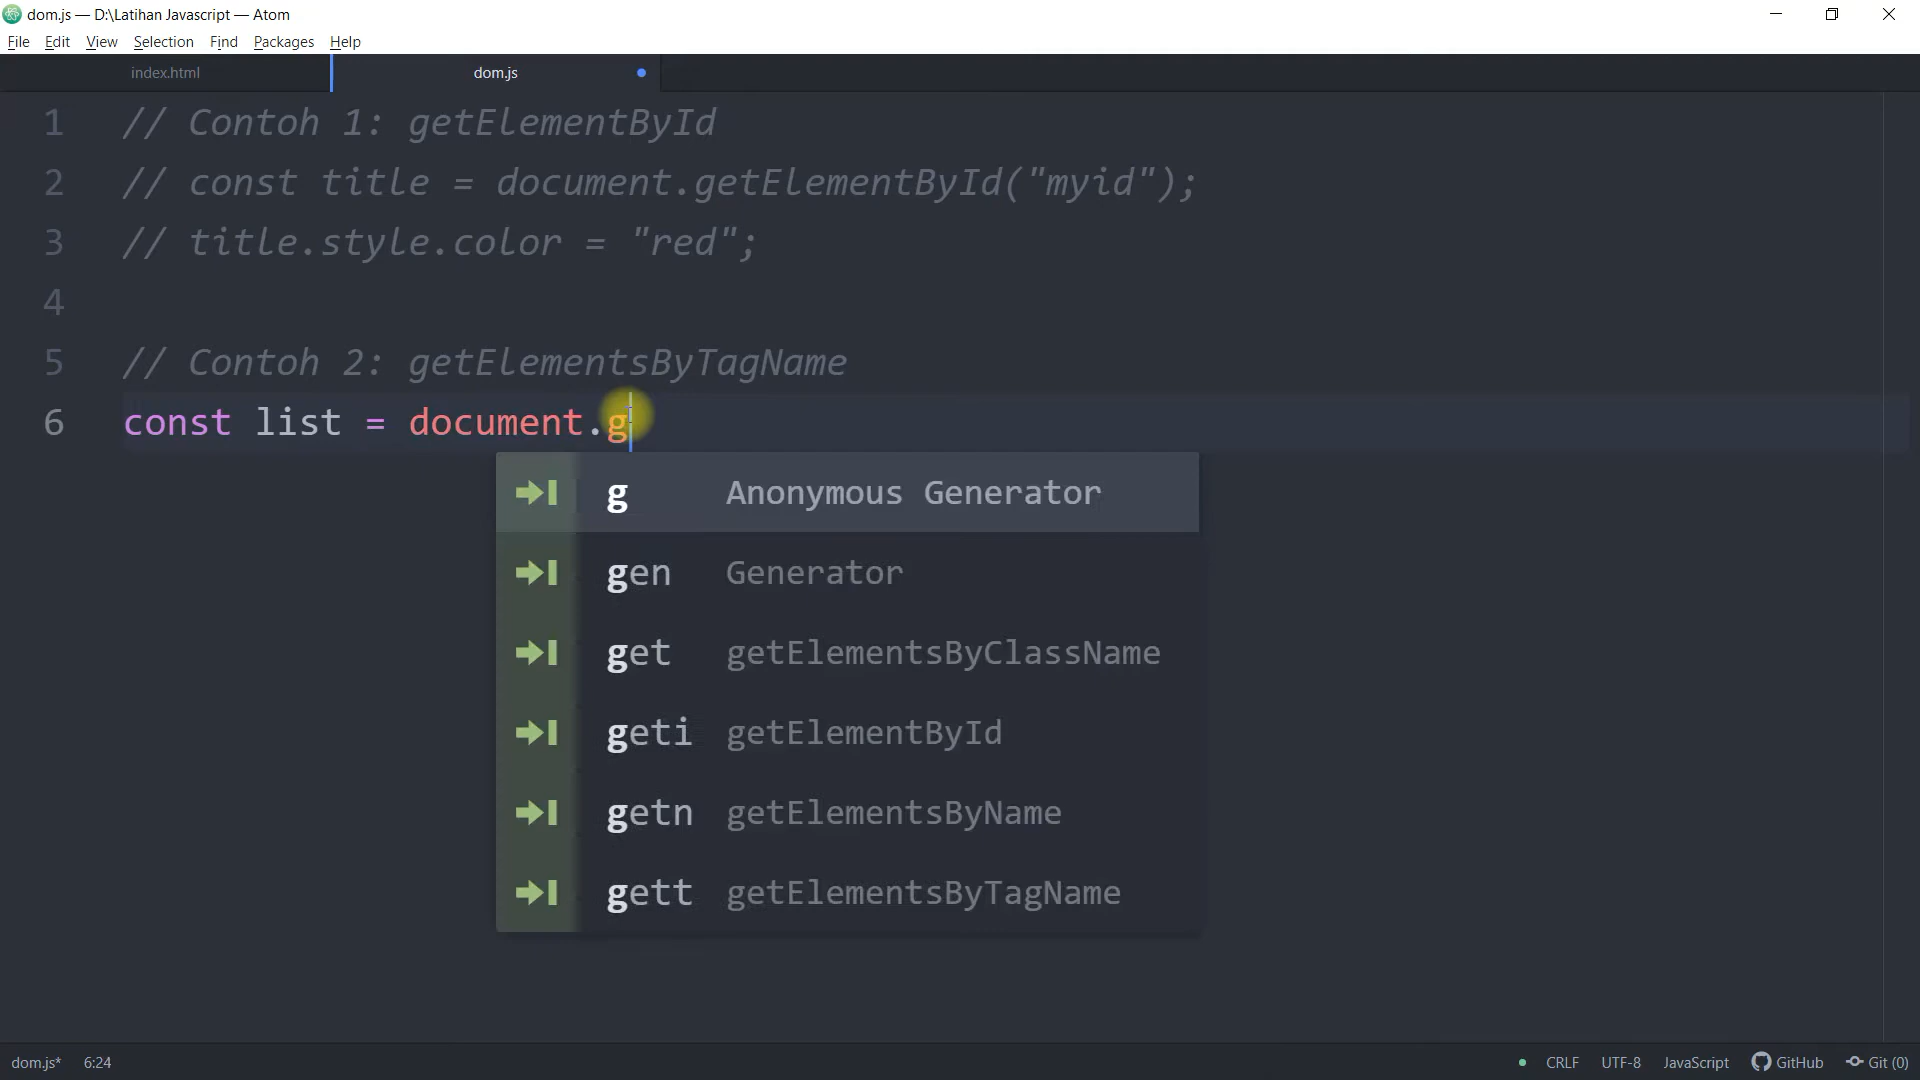 dom.js — D:\Latihan Javascript — Atom
File Edit View Selection Find Packages Help
index.html dom.js
1 // Contoh 1: getElementById
2 // const title = document.getElementById("myid");
3 // title.style.color = "red";
4
5 // Contoh 2: getElementsByTagName
6 const list = document.g
g Anonymous Generator
gen Generator
get getElementsByClassName
geti getElementById
getn getElementsByName
gett getElementsByTagName
dom.js* 6:24 CRLF UTF-8 JavaScript GitHub Git (0)